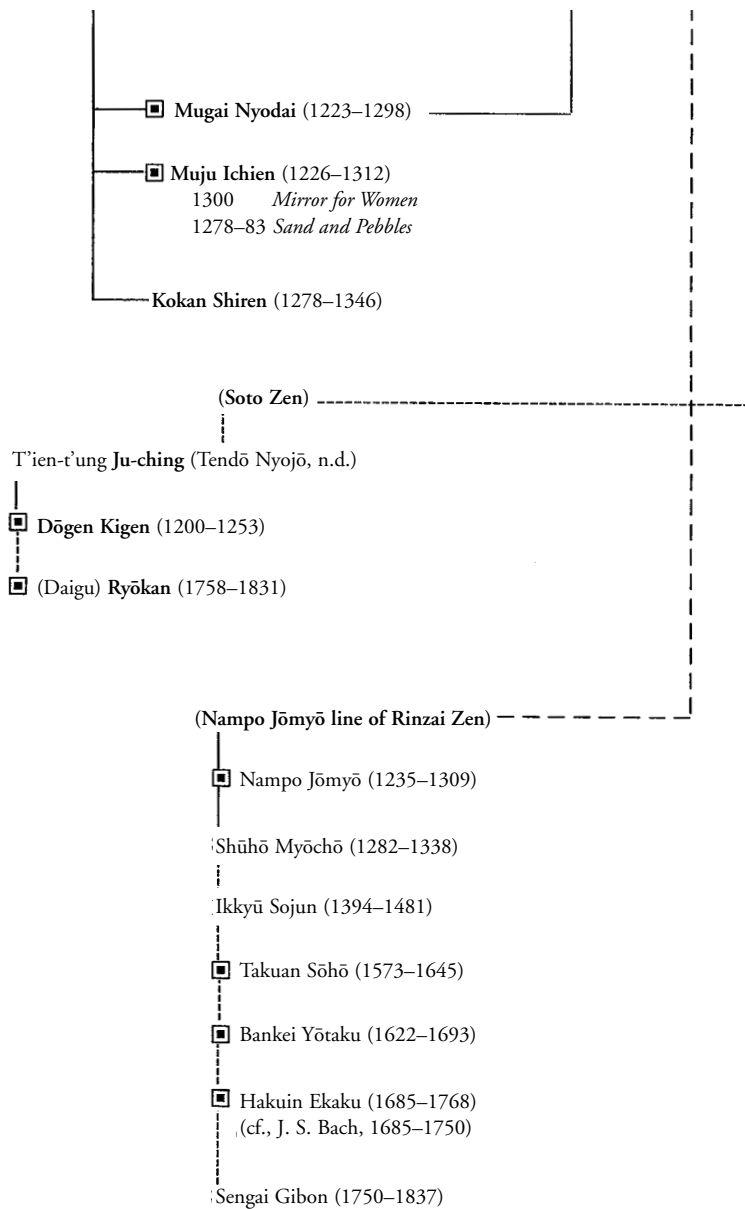 Mugai Nyodai (1223–1298)
Muju Ichien (1226–1312)
1300 Mirror for Women
1278–83 Sand and Pebbles
Kokan Shiren (1278–1346)
(Soto Zen)
T’ien-t’ung Ju-ching (Tendō Nyojō, n.d.)
Dōgen Kigen (1200–1253)
(Daigu) Ryōkan (1758–1831)
(Nampo Jōmyō line of Rinzai Zen)
Nampo Jōmyō (1235–1309)
Shūhō Myōchō (1282–1338)
Ikkyū Sojun (1394–1481)
Takuan Sōhō (1573–1645)
Bankei Yōtaku (1622–1693)
Hakuin Ekaku (1685–1768)
(cf., J. S. Bach, 1685–1750)
Sengai Gibon (1750–1837)